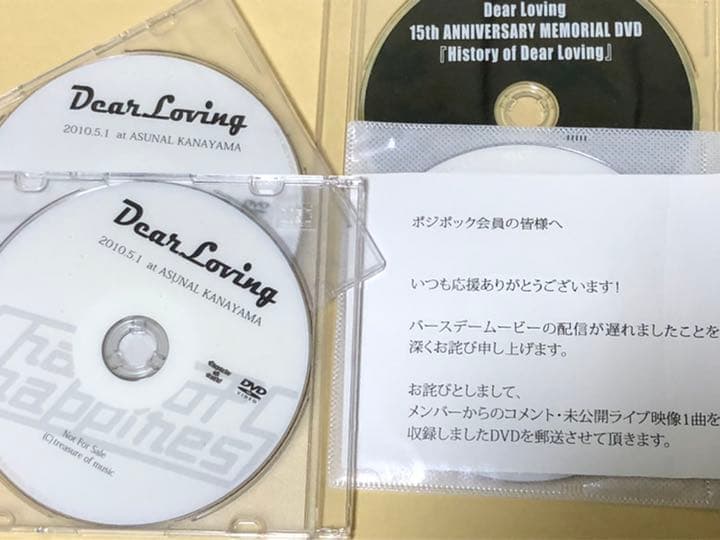 Dear Loving
2010.5.1 at ASUNAL KANAYAMA
Dear Loving
2010.5.1 at ASUNAL KANAYAMA
DVD
VIDEO
Not For Sale
(C)treasure of music
Dear Loving
15th ANNIVERSARY MEMORIAL DVD
『History of Dear Loving』
ポジポック会員の皆様へ
いつも応援ありがとうございます!
バースデームービーの配信が遅れましたことを
深くお詫び申し上げます。
お詫びとしまして、
メンバーからのコメント・未公開ライブ映像1曲を
収録しましたDVDを郵送させて頂きます。